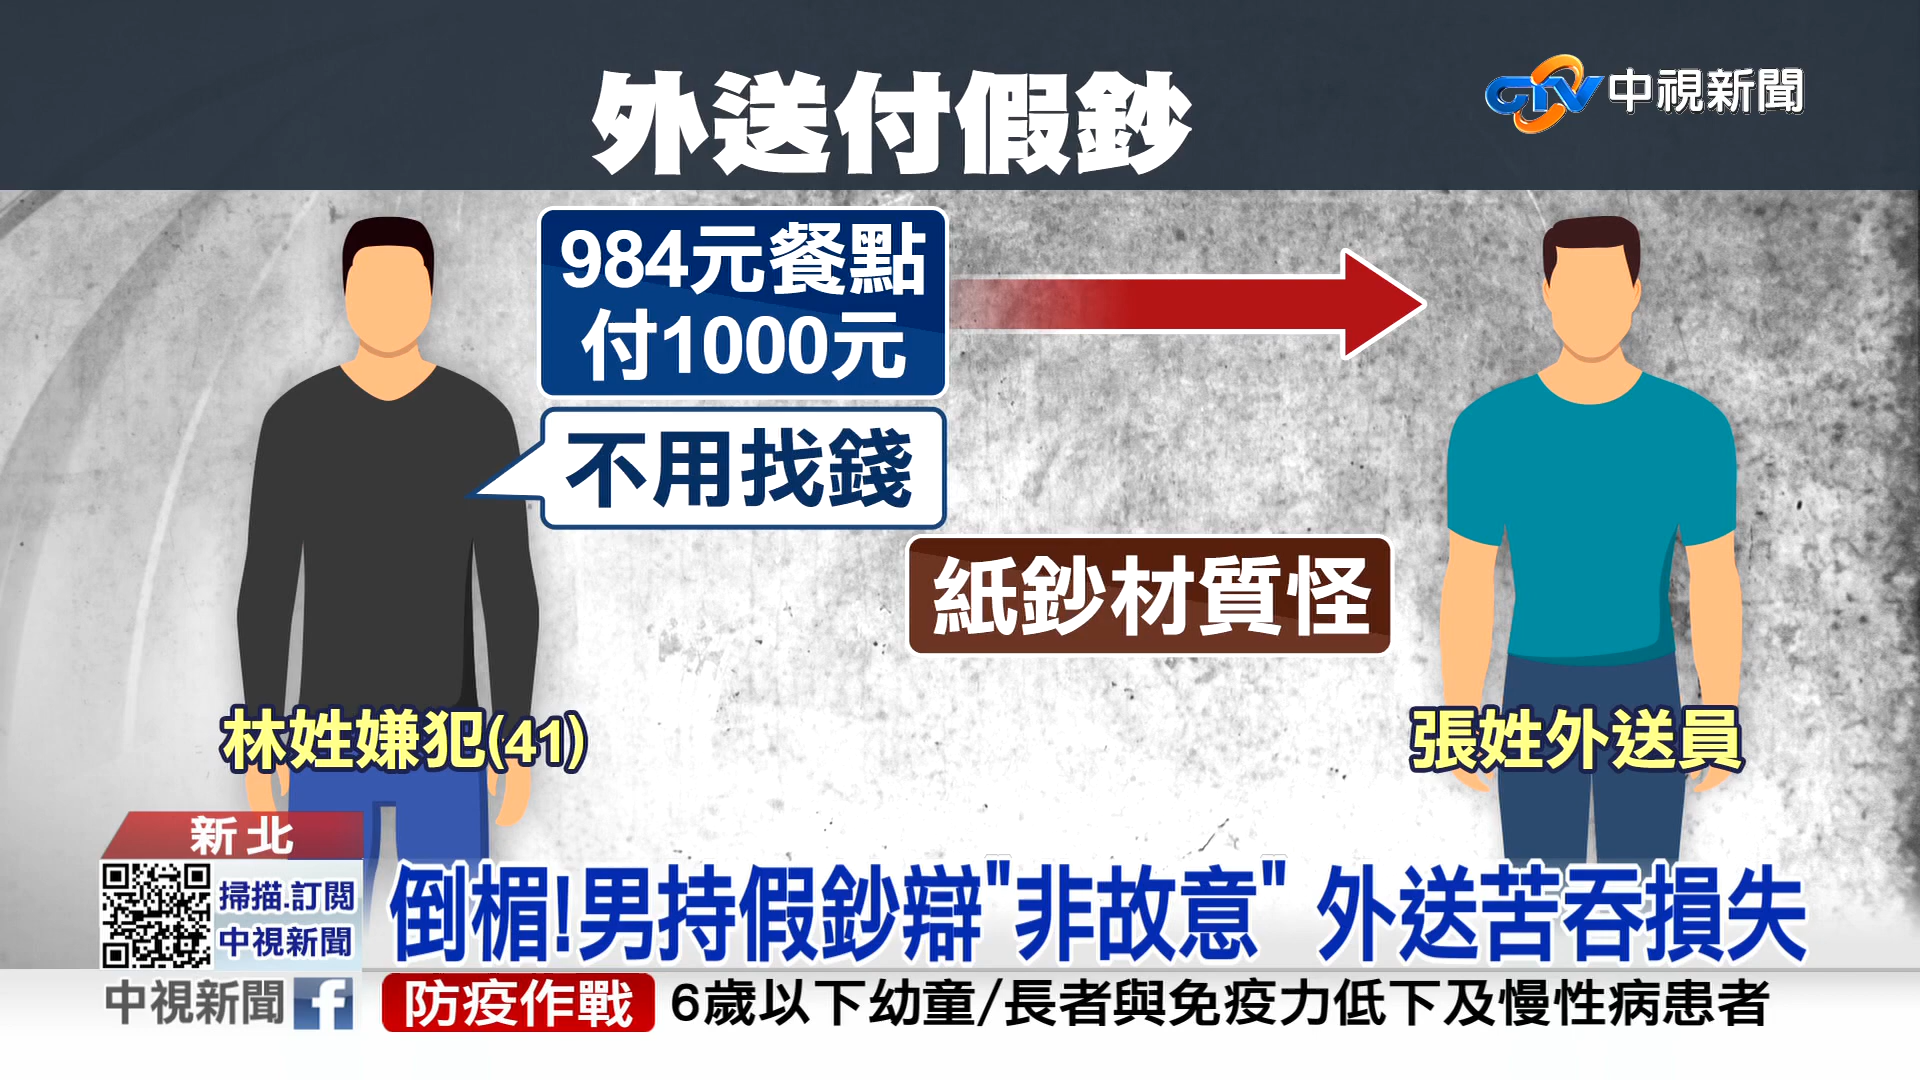 外送付假鈔
CTV中視新聞
984元餐點
付1000元
不用找錢
紙鈔材質怪
林姓嫌犯(41)
張姓外送員
新北
掃描.訂閱
中視新聞
倒楣!男持假鈔辯"非故意" 外送苦吞損失
中視新聞 f
防疫作戰 6歲以下幼童/長者與免疫力低下及慢性病患者